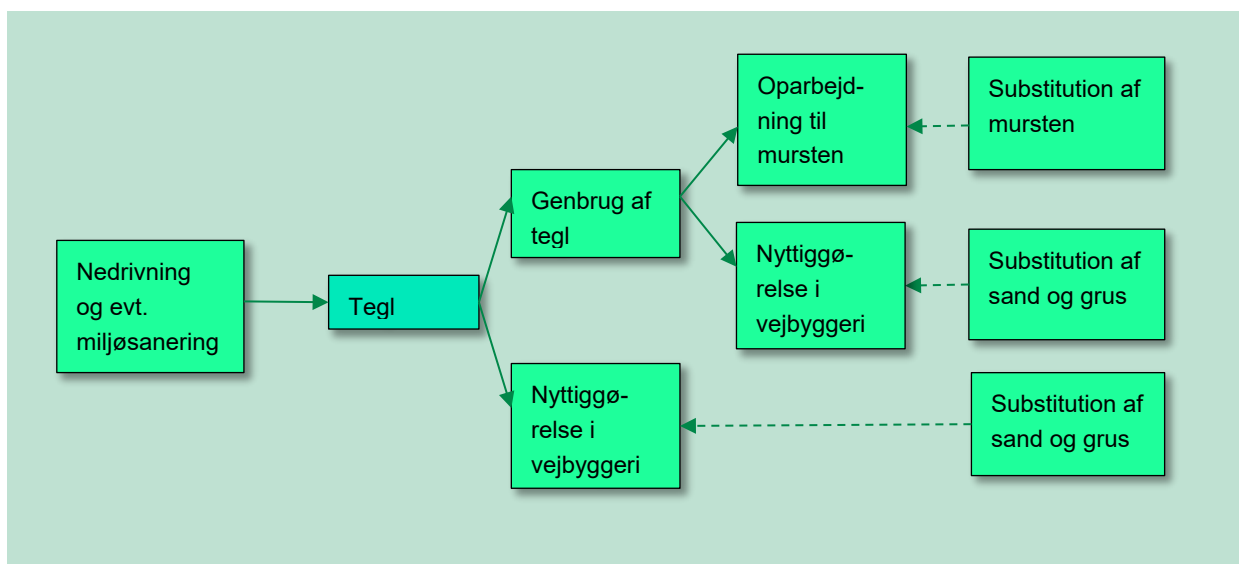 Nedrivning
og evt.
miljøsanering
Tegl
Genbrug af
tegl
Nyttiggø-
relse i
vejbyggeri
Oparbejd-
ning til
mursten
Nyttiggø-
relse i
vejbyggeri
Substitution af
mursten
Substitution af
sand og grus
Substitution af
sand og grus